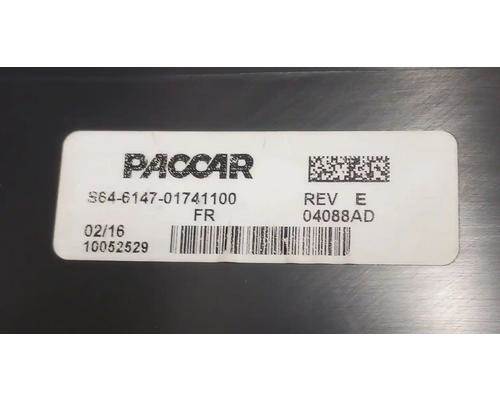 PACCAR
S64-6147-01741100
REV E
FR
04088AD
02/16
10052529